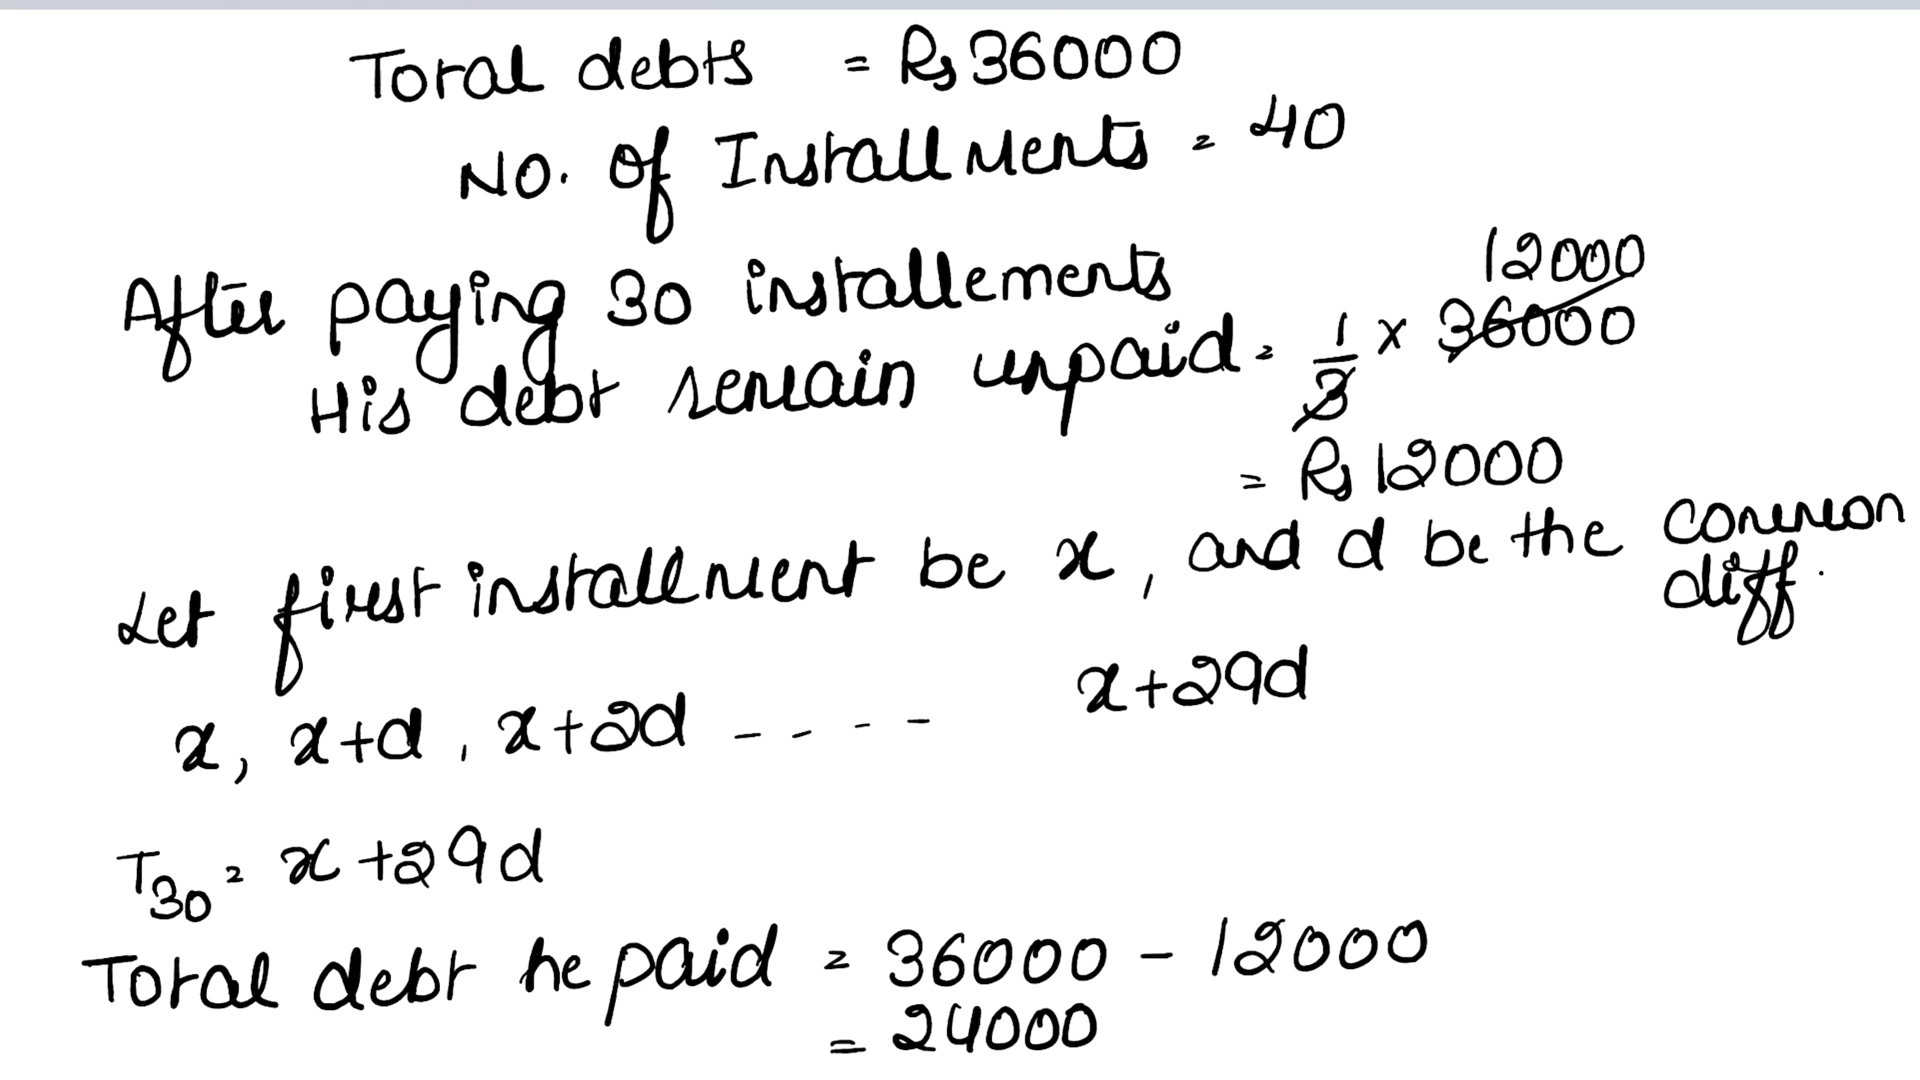 Total debts = Rs 36000
No. of Installments = 40
After paying 30 installements
His debt remain unpaid = 1/3 × 36000 12000
= Rs 12000
Let first installment be x, and d be the common diff.
x, x+d, x+2d - - - - x+29d
T30 = x+29d
Total debt he paid = 36000 - 12000
= 24000